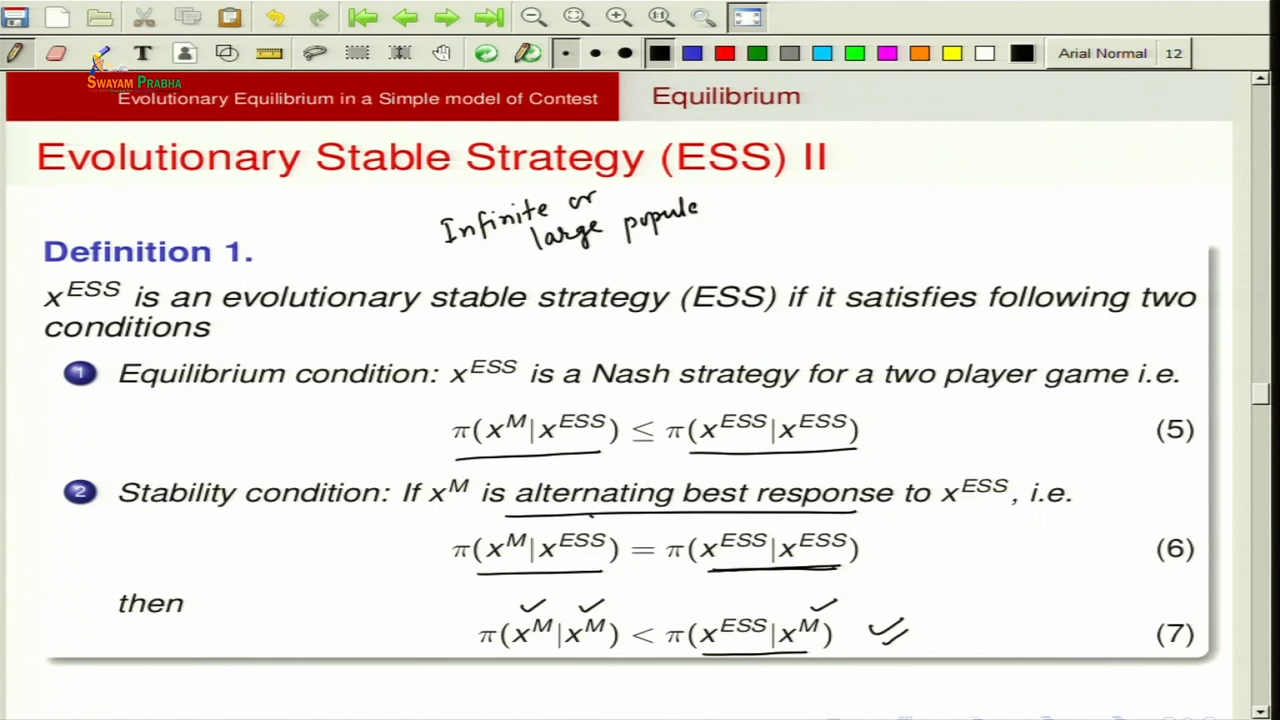 Arial Normal 12
SWAYAM PRABHA
Evolutionary Equilibrium in a Simple model of Contest Equilibrium
Evolutionary Stable Strategy (ESS) II
Infinite or
large popule
Definition 1.
x^ESS is an evolutionary stable strategy (ESS) if it satisfies following two
conditions
1 Equilibrium condition: x^ESS is a Nash strategy for a two player game i.e.
π(x^M|x^ESS) ≤ π(x^ESS|x^ESS) (5)
2 Stability condition: If x^M is alternating best response to x^ESS, i.e.
π(x^M|x^ESS) = π(x^ESS|x^ESS) (6)
then
π(x^M|x^M) < π(x^ESS|x^M) (7)